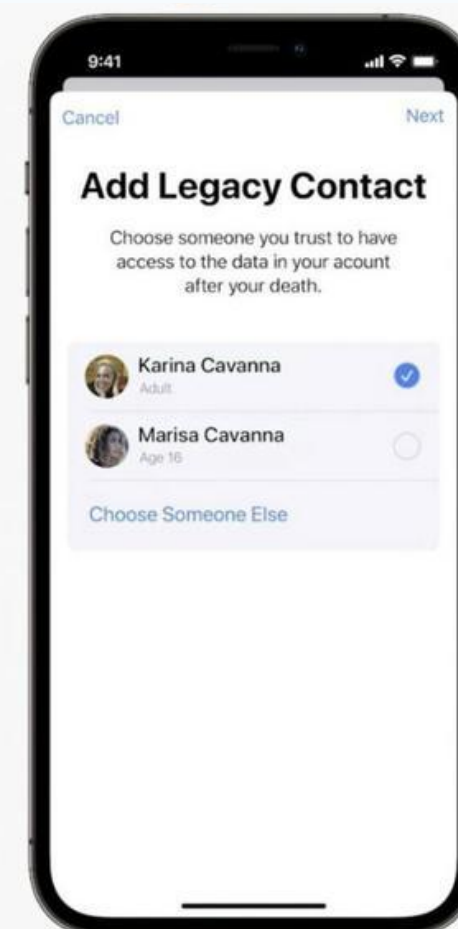 9:41
Cancel Next
Add Legacy Contact
Choose someone you trust to have
access to the data in your acount
after your death.
Karina Cavanna
Adult
Marisa Cavanna
Age 16
Choose Someone Else